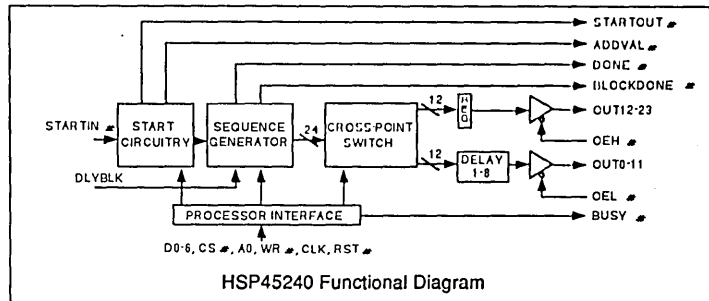 STARTOUT #
ADDVAL #
DONE #
BLOCKDONE #
12
REG
OUT12-23
STARTIN #
START CIRCUITRY
SEQUENCE GENERATOR
24
CROSS-POINT SWITCH
OEH #
12
DELAY 1-8
OUT0-11
DLYBLK
OEL #
PROCESSOR INTERFACE
BUSY #
D0-6, CS #, A0, WR #, CLK, RST #
HSP45240 Functional Diagram